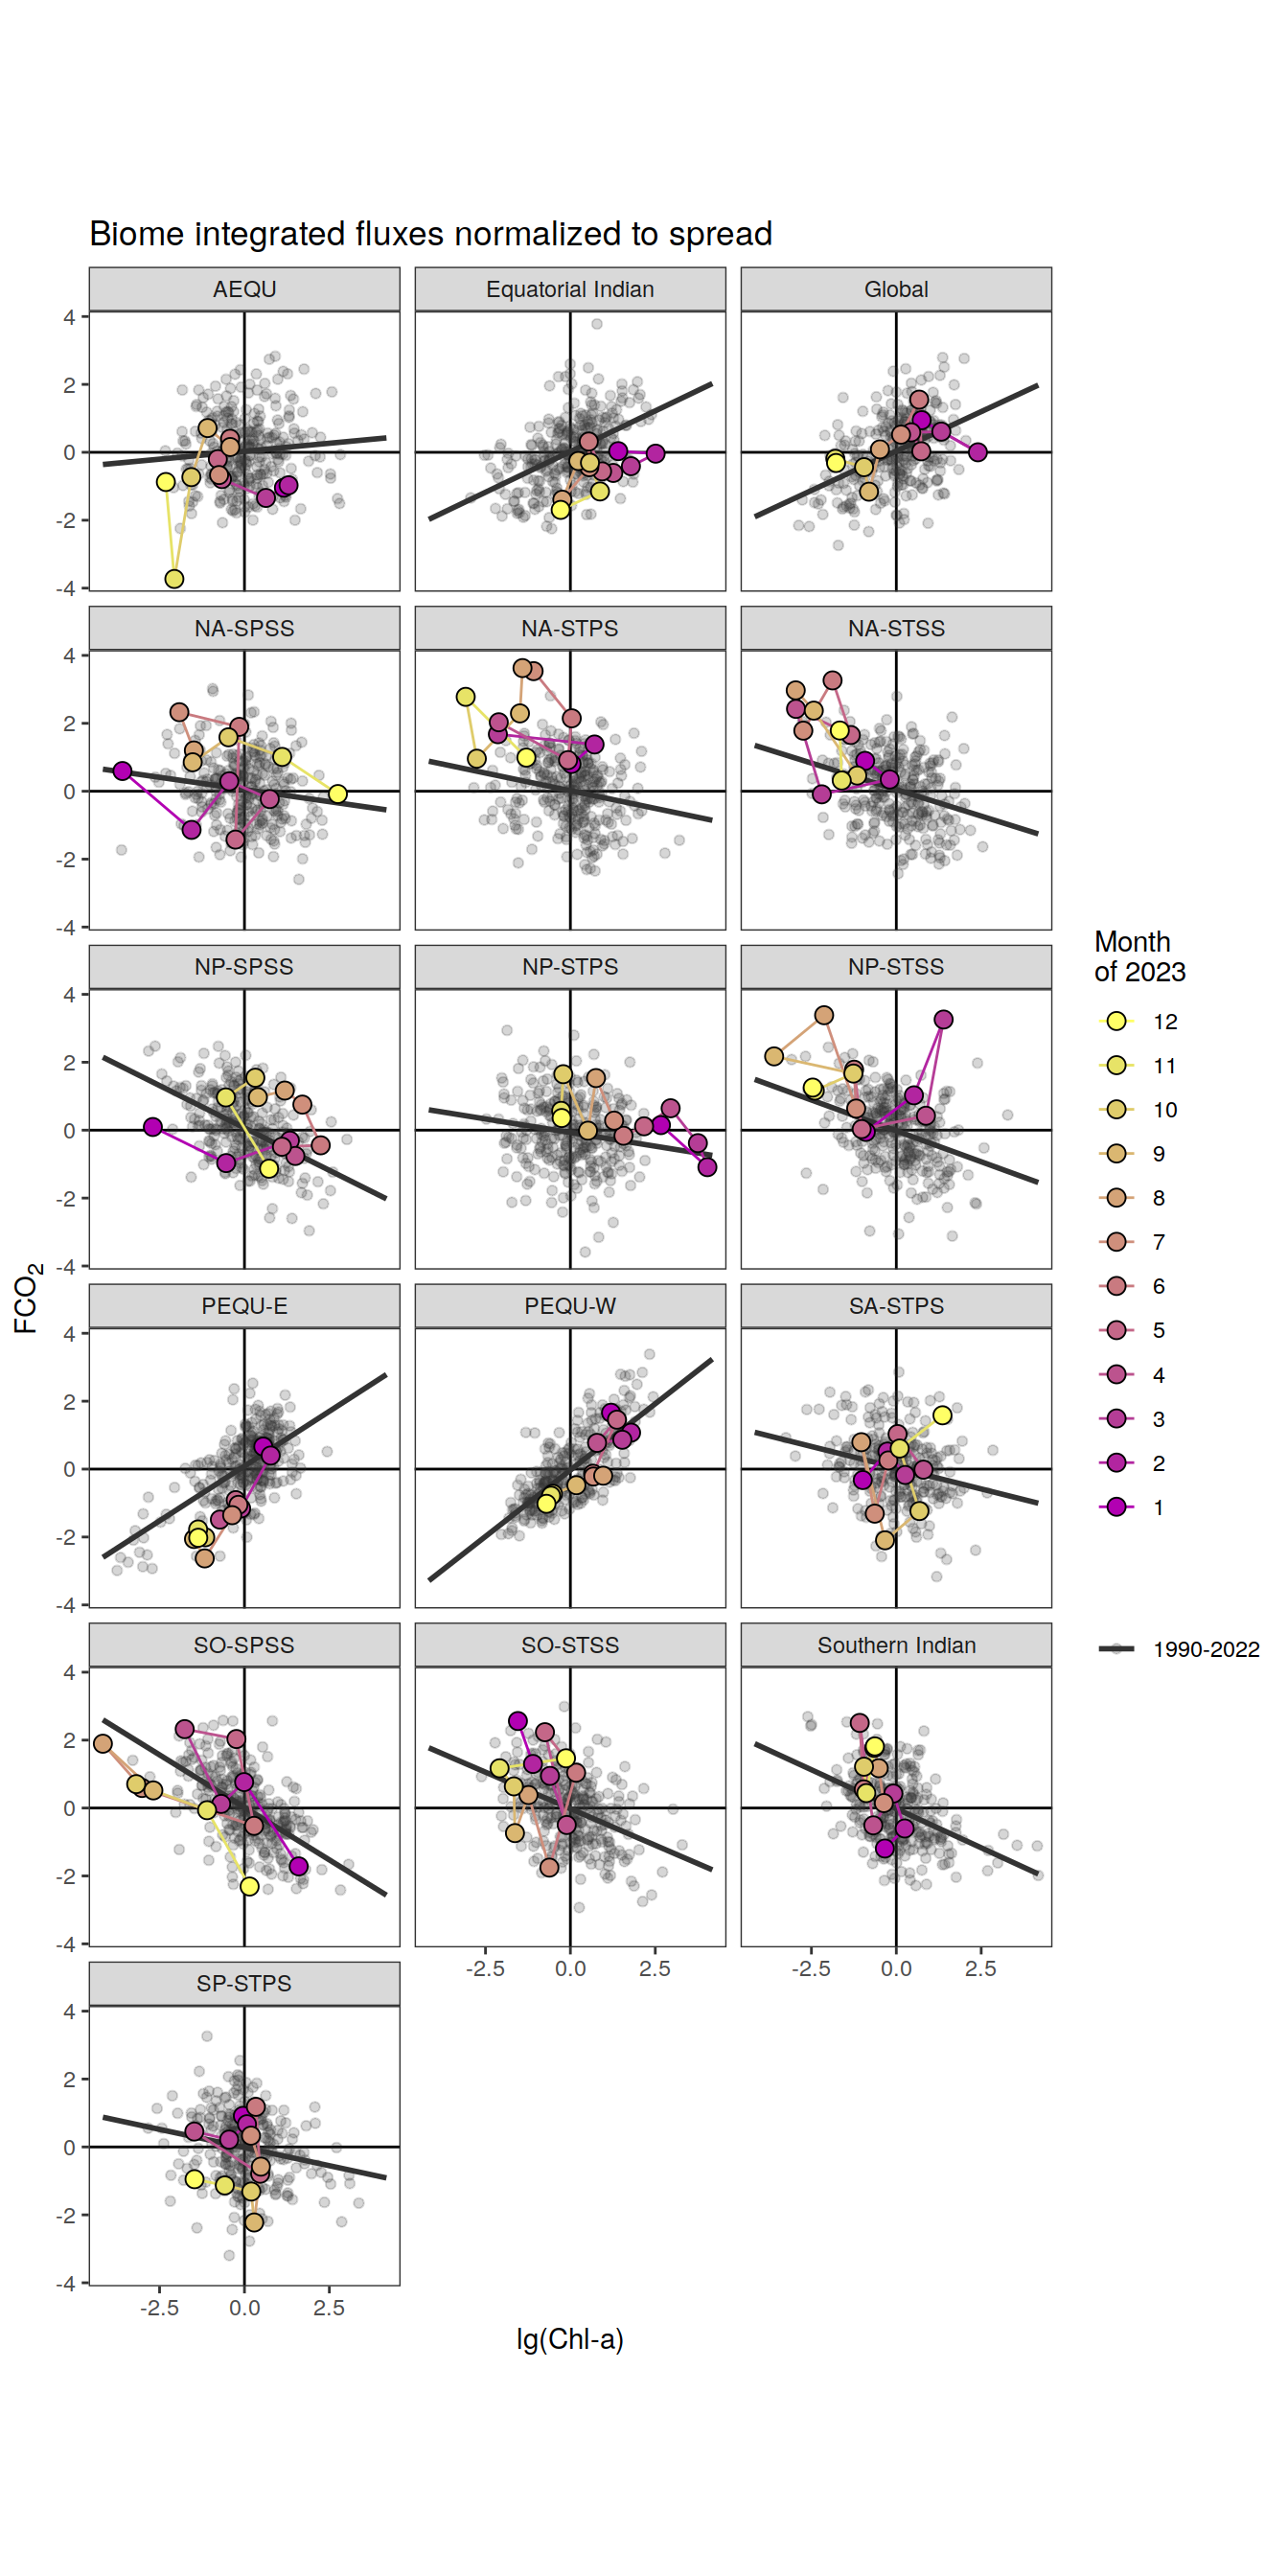 Biome integrated fluxes normalized to spread
AEQU
Equatorial Indian
Global
4
2
0
-2
-4
NA-SPSS
NA-STPS
NA-STSS
4
2
0
-2
-4
NP-SPSS
NP-STPS
NP-STSS
4
2
0
-2
-4
PEQU-E
PEQU-W
SA-STPS
4
2
0
-2
-4
SO-SPSS
SO-STSS
Southern Indian
4
2
0
-2
-4
-2.5 0.0 2.5
-2.5 0.0 2.5
SP-STPS
4
2
0
-2
-4
-2.5 0.0 2.5
lg(Chl-a)
FCO₂
Month
of 2023
12
11
10
9
8
7
6
5
4
3
2
1
1990-2022